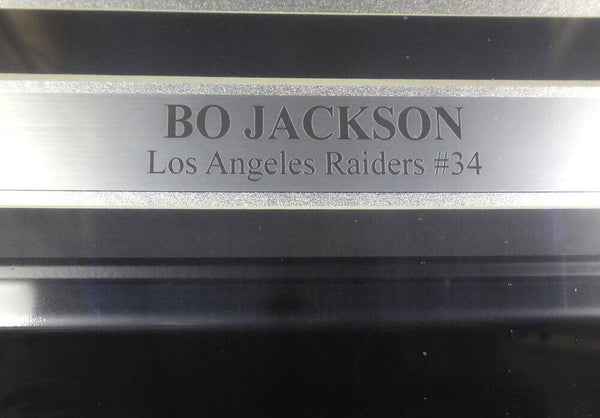 BO JACKSON
Los Angeles Raiders #34